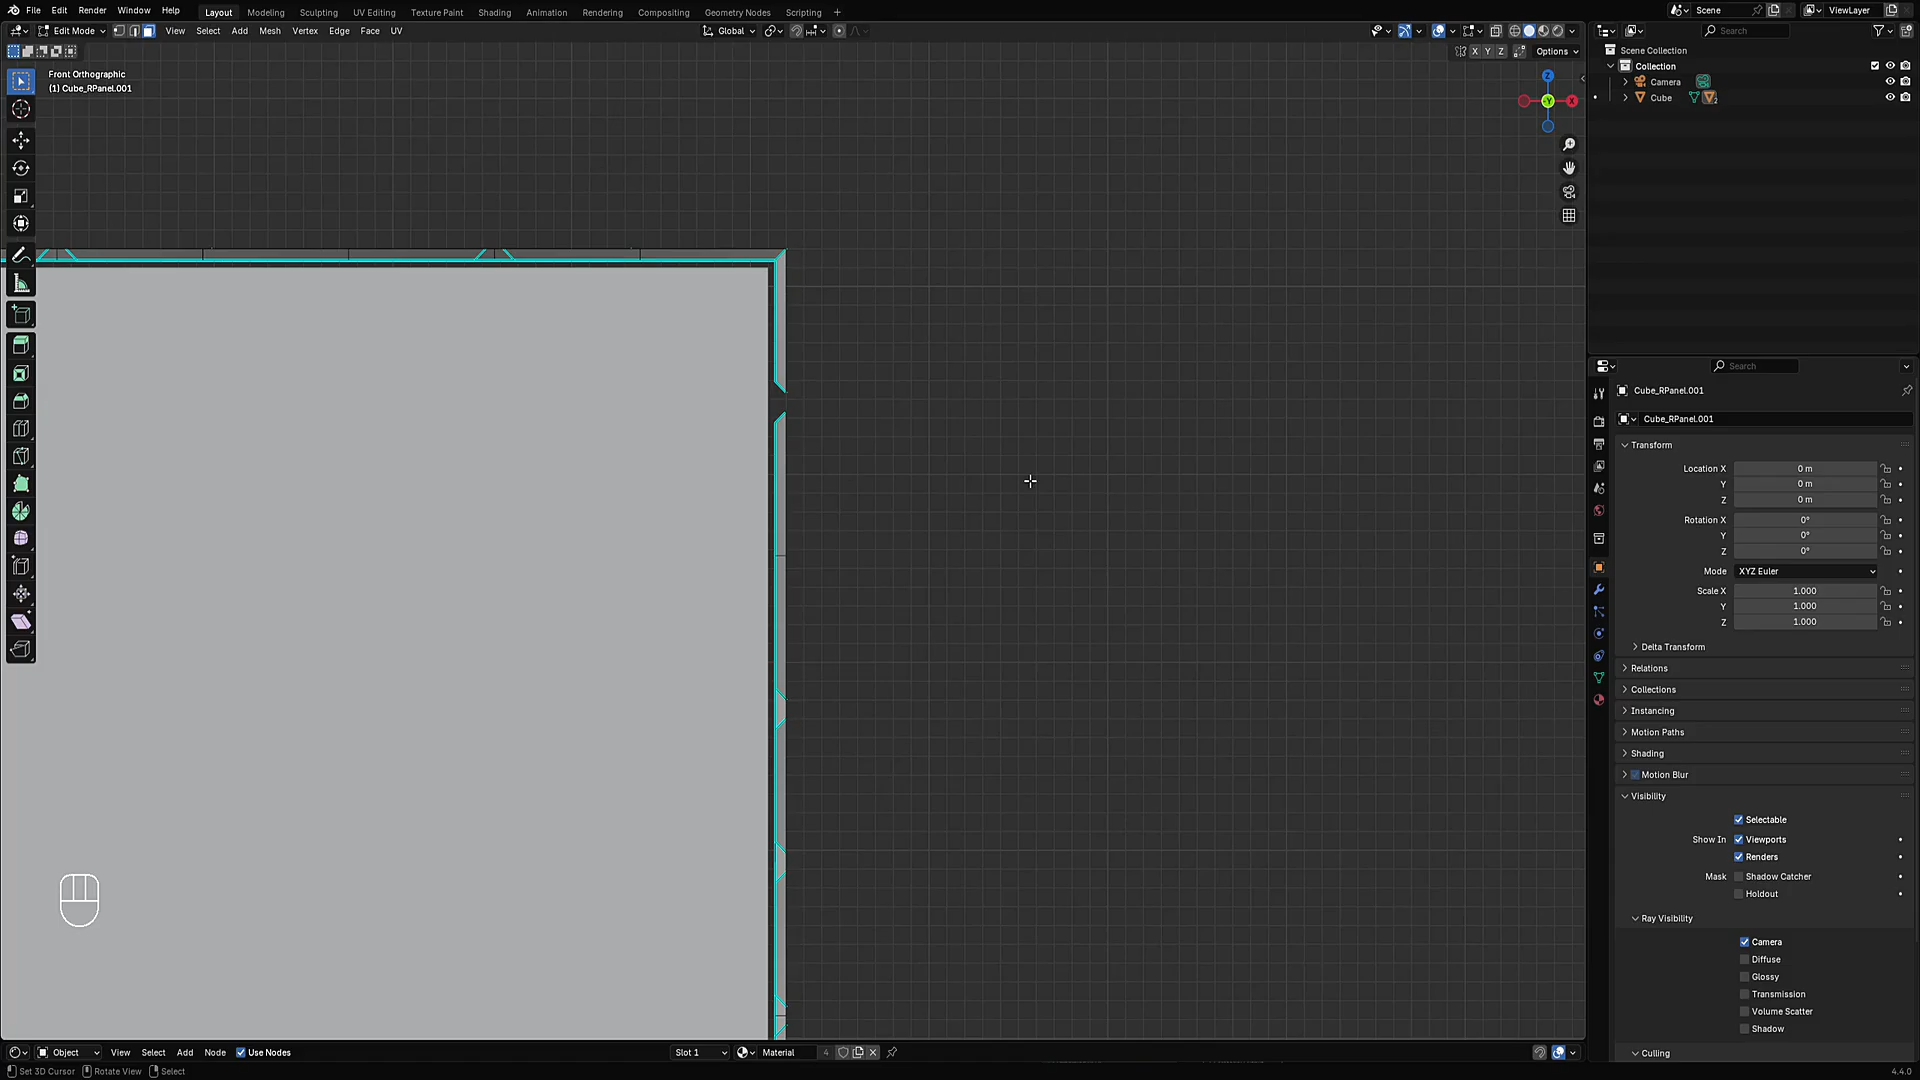 File Edit Render Window Help
Layout Modeling Sculpting UV Editing Texture Paint Shading Animation Rendering Compositing Geometry Nodes Scripting +
Scene
ViewLayer
Edit Mode View Select Add Mesh Vertex Edge Face UV
Global
X Y Z
Options
Front Orthographic
(1) Cube_RPanel.001
Z
-Y
X
Search
Scene Collection
Collection
Camera
Cube
2
Search
Cube_RPanel.001
Cube_RPanel.001
Transform
Location X 0 m
Y 0 m
Z 0 m
Rotation X 0°
Y 0°
Z 0°
Mode XYZ Euler
Scale X 1.000
Y 1.000
Z 1.000
Delta Transform
Relations
Collections
Instancing
Motion Paths
Shading
Motion Blur
Visibility
Selectable
Show In Viewports
Renders
Mask Shadow Catcher
Holdout
Ray Visibility
Camera
Diffuse
Glossy
Transmission
Volume Scatter
Shadow
Culling
Object View Select Add Node Use Nodes
Slot 1
Material
4
Set 3D Cursor Rotate View Select
4.4.0